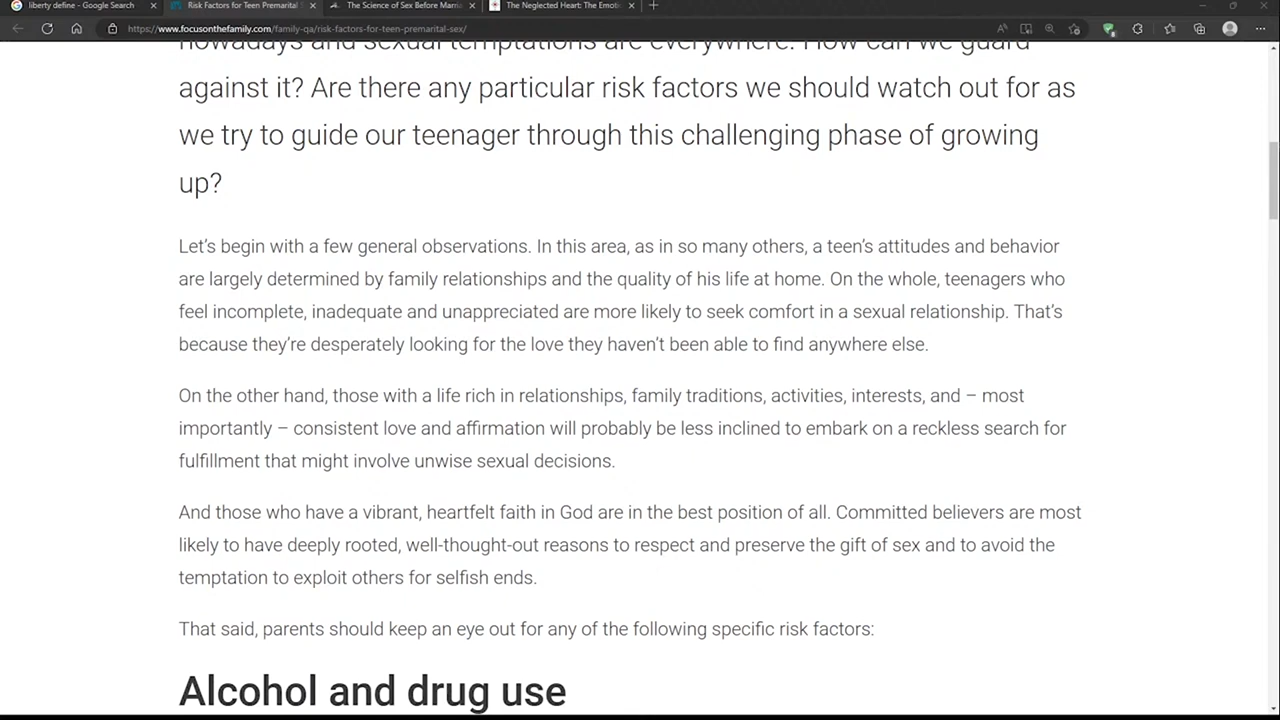 liberty define - Google Search
Risk Factors for Teen Premarital S
The Science of Sex Before Marri
The Neglected Heart: The Emoti
https://www.focusonthefamily.com/family-qa/risk-factors-for-teen-premarital-sex/
nowadays and sexual temptations are everywhere. How can we guard
against it? Are there any particular risk factors we should watch out for as
we try to guide our teenager through this challenging phase of growing
up?
Let's begin with a few general observations. In this area, as in so many others, a teen's attitudes and behavior
are largely determined by family relationships and the quality of his life at home. On the whole, teenagers who
feel incomplete, inadequate and unappreciated are more likely to seek comfort in a sexual relationship. That's
because they're desperately looking for the love they haven't been able to find anywhere else.
On the other hand, those with a life rich in relationships, family traditions, activities, interests, and – most
importantly – consistent love and affirmation will probably be less inclined to embark on a reckless search for
fulfillment that might involve unwise sexual decisions.
And those who have a vibrant, heartfelt faith in God are in the best position of all. Committed believers are most
likely to have deeply rooted, well-thought-out reasons to respect and preserve the gift of sex and to avoid the
temptation to exploit others for selfish ends.
That said, parents should keep an eye out for any of the following specific risk factors:
Alcohol and drug use